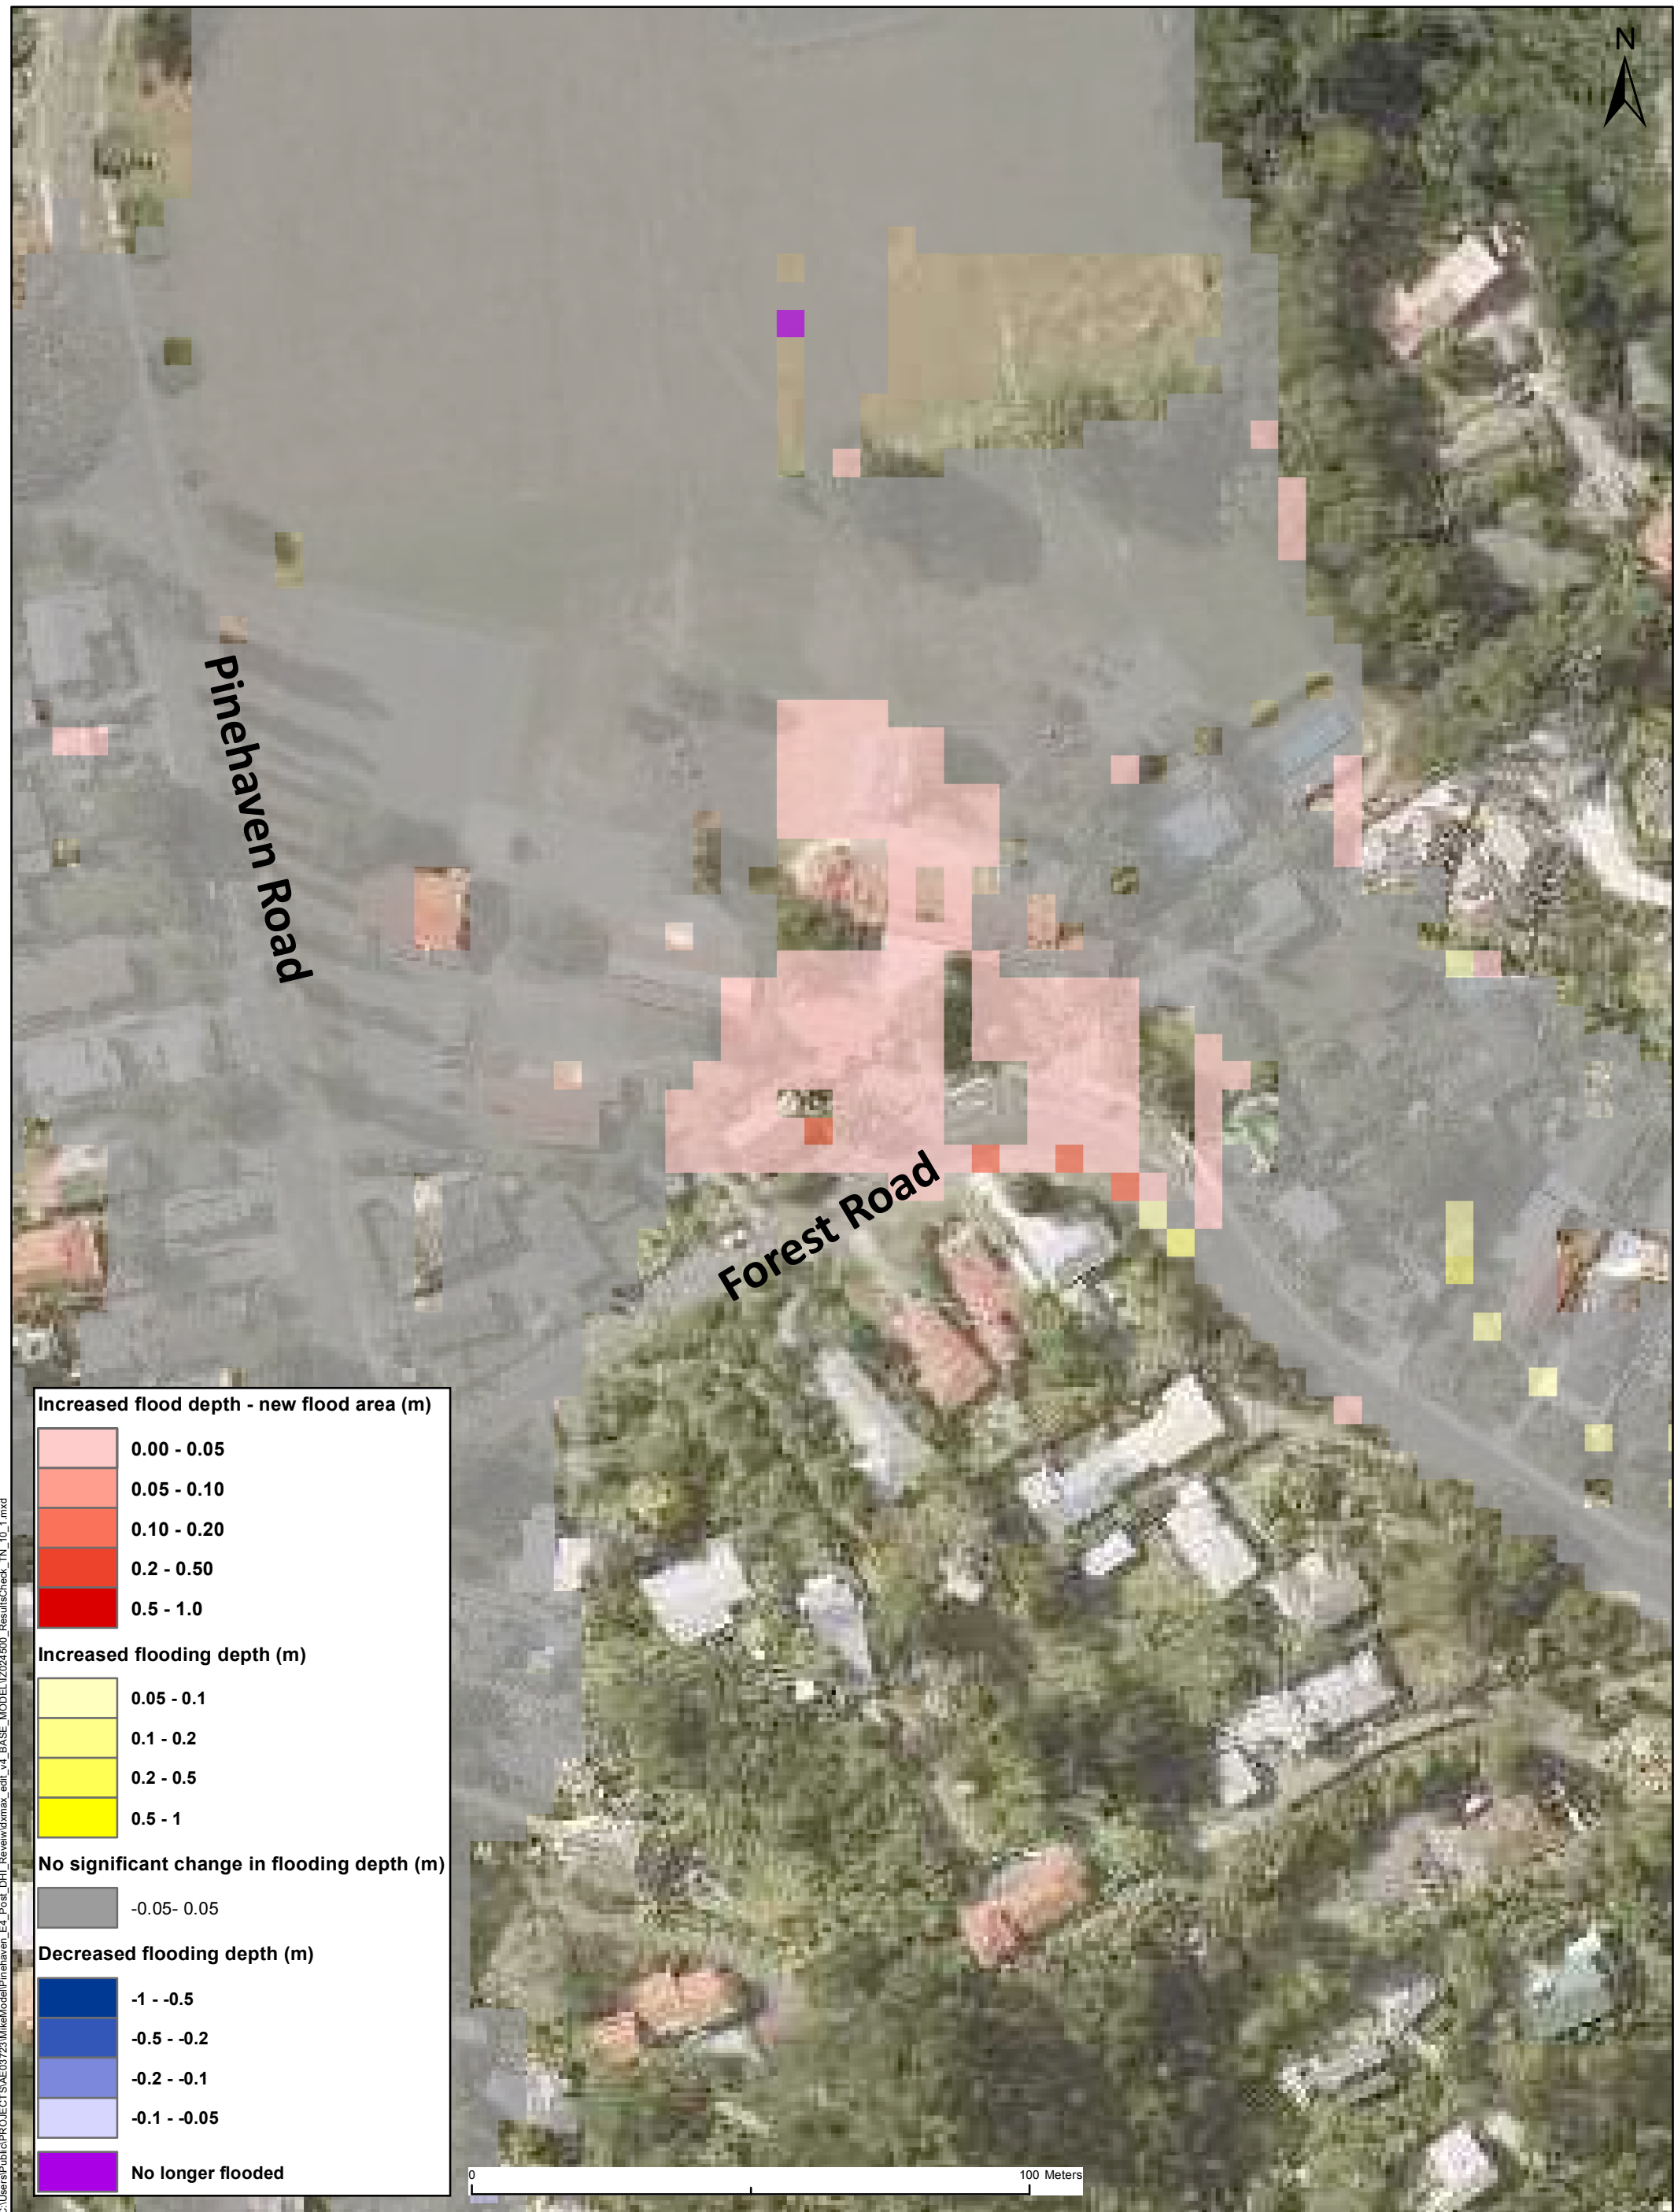 N
Pinehaven Road
Forest Road
Increased flood depth - new flood area (m)
0.00 - 0.05
0.05 - 0.10
0.10 - 0.20
0.2 - 0.50
0.5 - 1.0
Increased flooding depth (m)
0.05 - 0.1
0.1 - 0.2
0.2 - 0.5
0.5 - 1
No significant change in flooding depth (m)
-0.05- 0.05
Decreased flooding depth (m)
-1 - -0.5
-0.5 - -0.2
-0.2 - -0.1
-0.1 - -0.05
No longer flooded
0 100 Meters